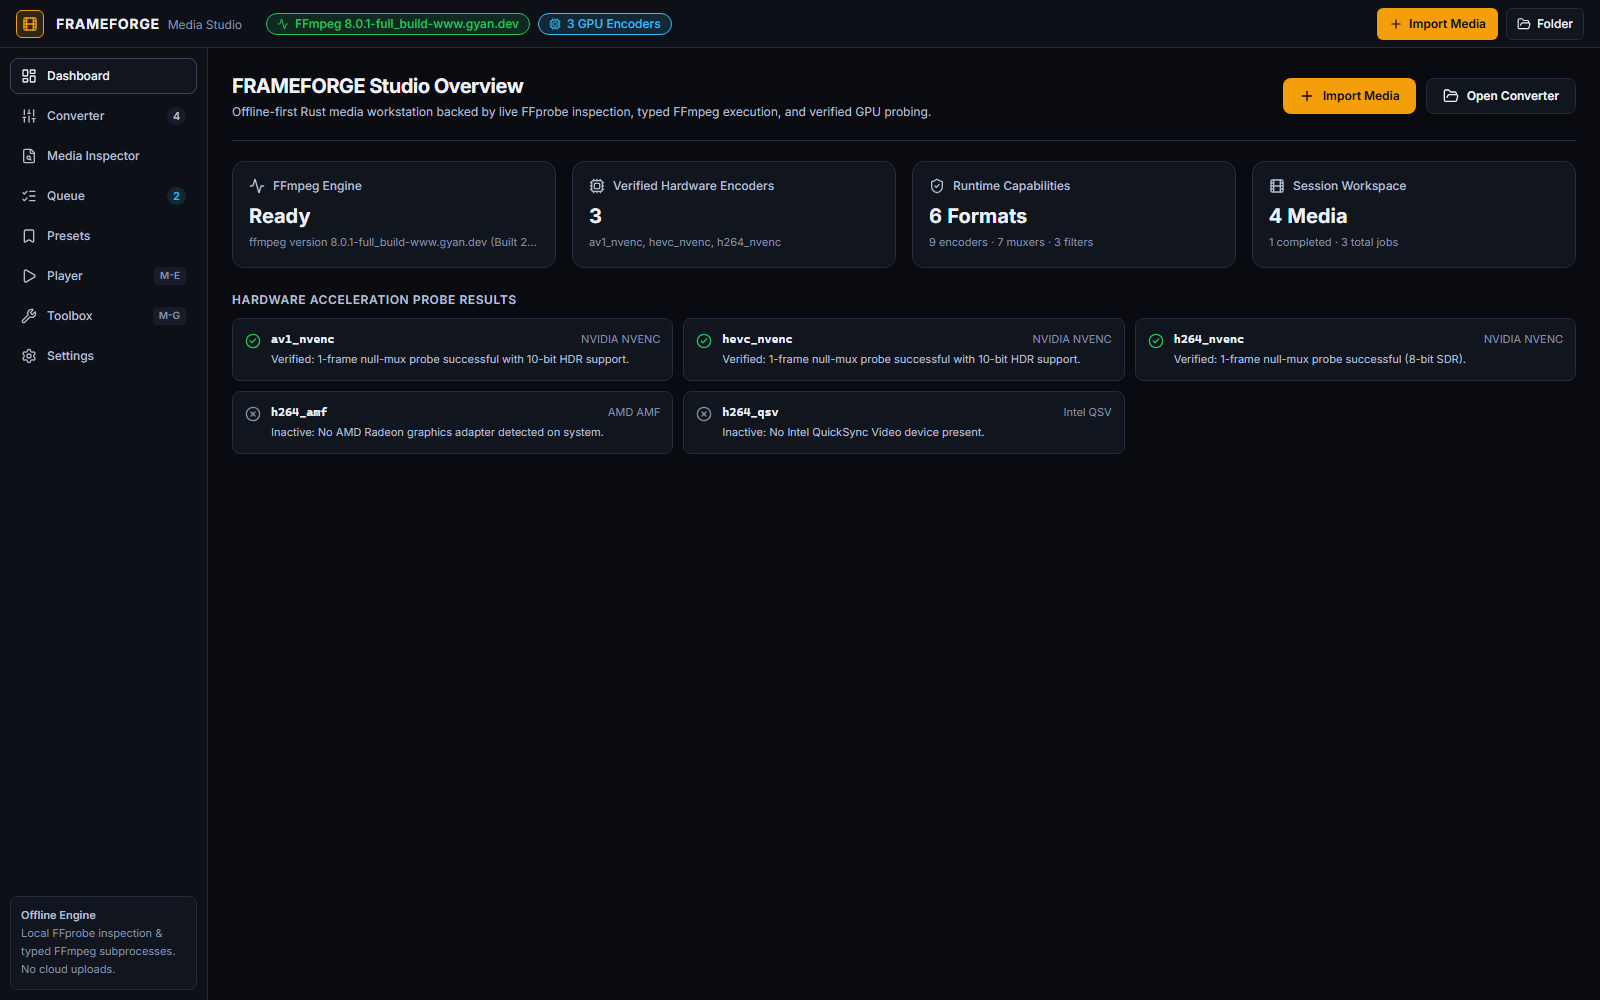 FRAMEFORGE Media Studio
FFmpeg 8.0.1-full_build-www.gyan.dev
3 GPU Encoders
Import Media
Folder
Dashboard
Converter 4
Media Inspector
Queue 2
Presets
Player M-E
Toolbox M-G
Settings
Offline Engine
Local FFprobe inspection &
typed FFmpeg subprocesses.
No cloud uploads.
FRAMEFORGE Studio Overview
Offline-first Rust media workstation backed by live FFprobe inspection, typed FFmpeg execution, and verified GPU probing.
Import Media
Open Converter
FFmpeg Engine
Ready
ffmpeg version 8.0.1-full_build-www.gyan.dev (Built 2...
Verified Hardware Encoders
3
av1_nvenc, hevc_nvenc, h264_nvenc
Runtime Capabilities
6 Formats
9 encoders · 7 muxers · 3 filters
Session Workspace
4 Media
1 completed · 3 total jobs
HARDWARE ACCELERATION PROBE RESULTS
av1_nvenc NVIDIA NVENC
Verified: 1-frame null-mux probe successful with 10-bit HDR support.
hevc_nvenc NVIDIA NVENC
Verified: 1-frame null-mux probe successful with 10-bit HDR support.
h264_nvenc NVIDIA NVENC
Verified: 1-frame null-mux probe successful (8-bit SDR).
h264_amf AMD AMF
Inactive: No AMD Radeon graphics adapter detected on system.
h264_qsv Intel QSV
Inactive: No Intel QuickSync Video device present.